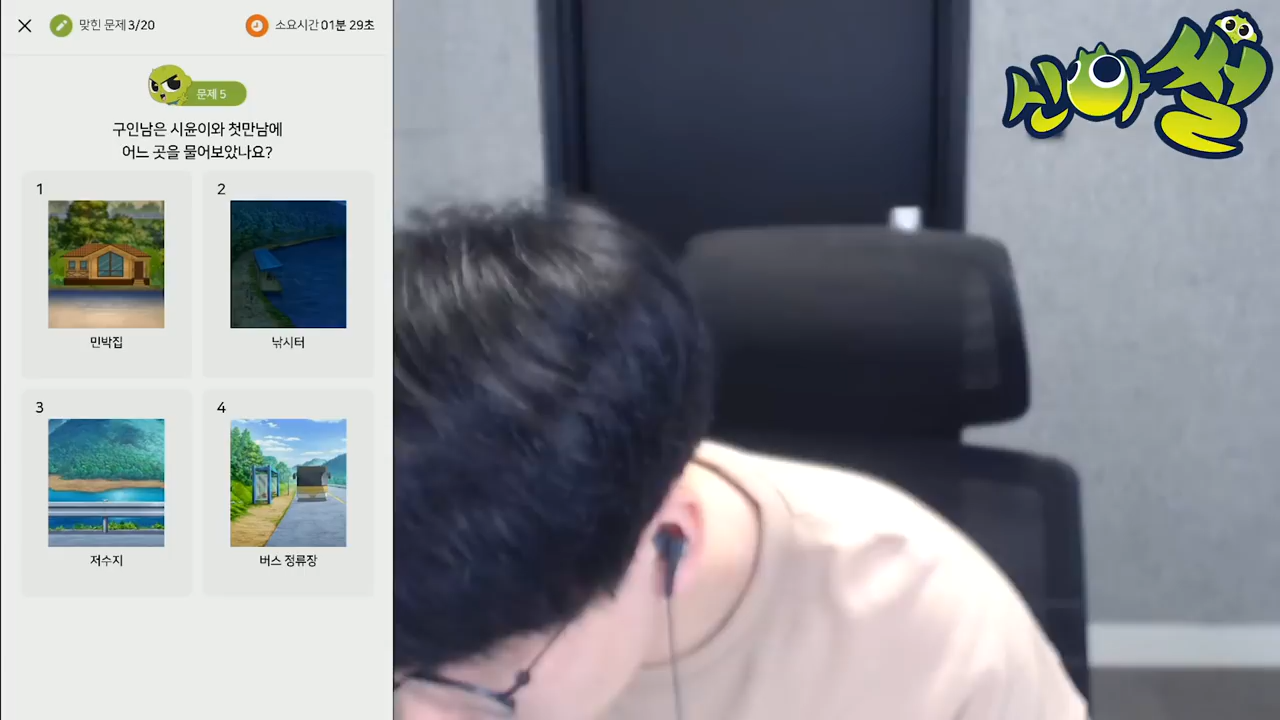 맞힌 문제 3/20
소요시간 01분 29초
문제 5
구인남은 시윤이와 첫만남에
어느 곳을 물어보았나요?
1
2
민박집
낚시터
3
4
저수지
버스 정류장
신아썰